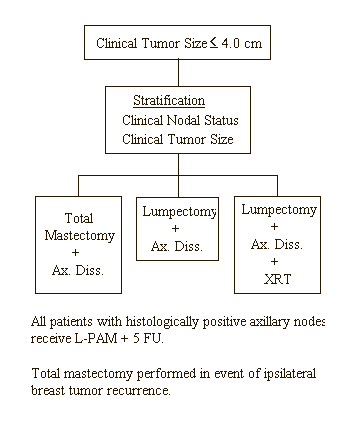 Clinical Tumor Size ≤ 4.0 cm
Stratification
Clinical Nodal Status
Clinical Tumor Size
Total
Mastectomy
+
Ax. Diss.
Lumpectomy
+
Ax. Diss.
Lumpectomy
+
Ax. Diss.
+
XRT
All patients with histologically positive axillary nodes
receive L-PAM + 5 FU.
Total mastectomy performed in event of ipsilateral
breast tumor recurrence.